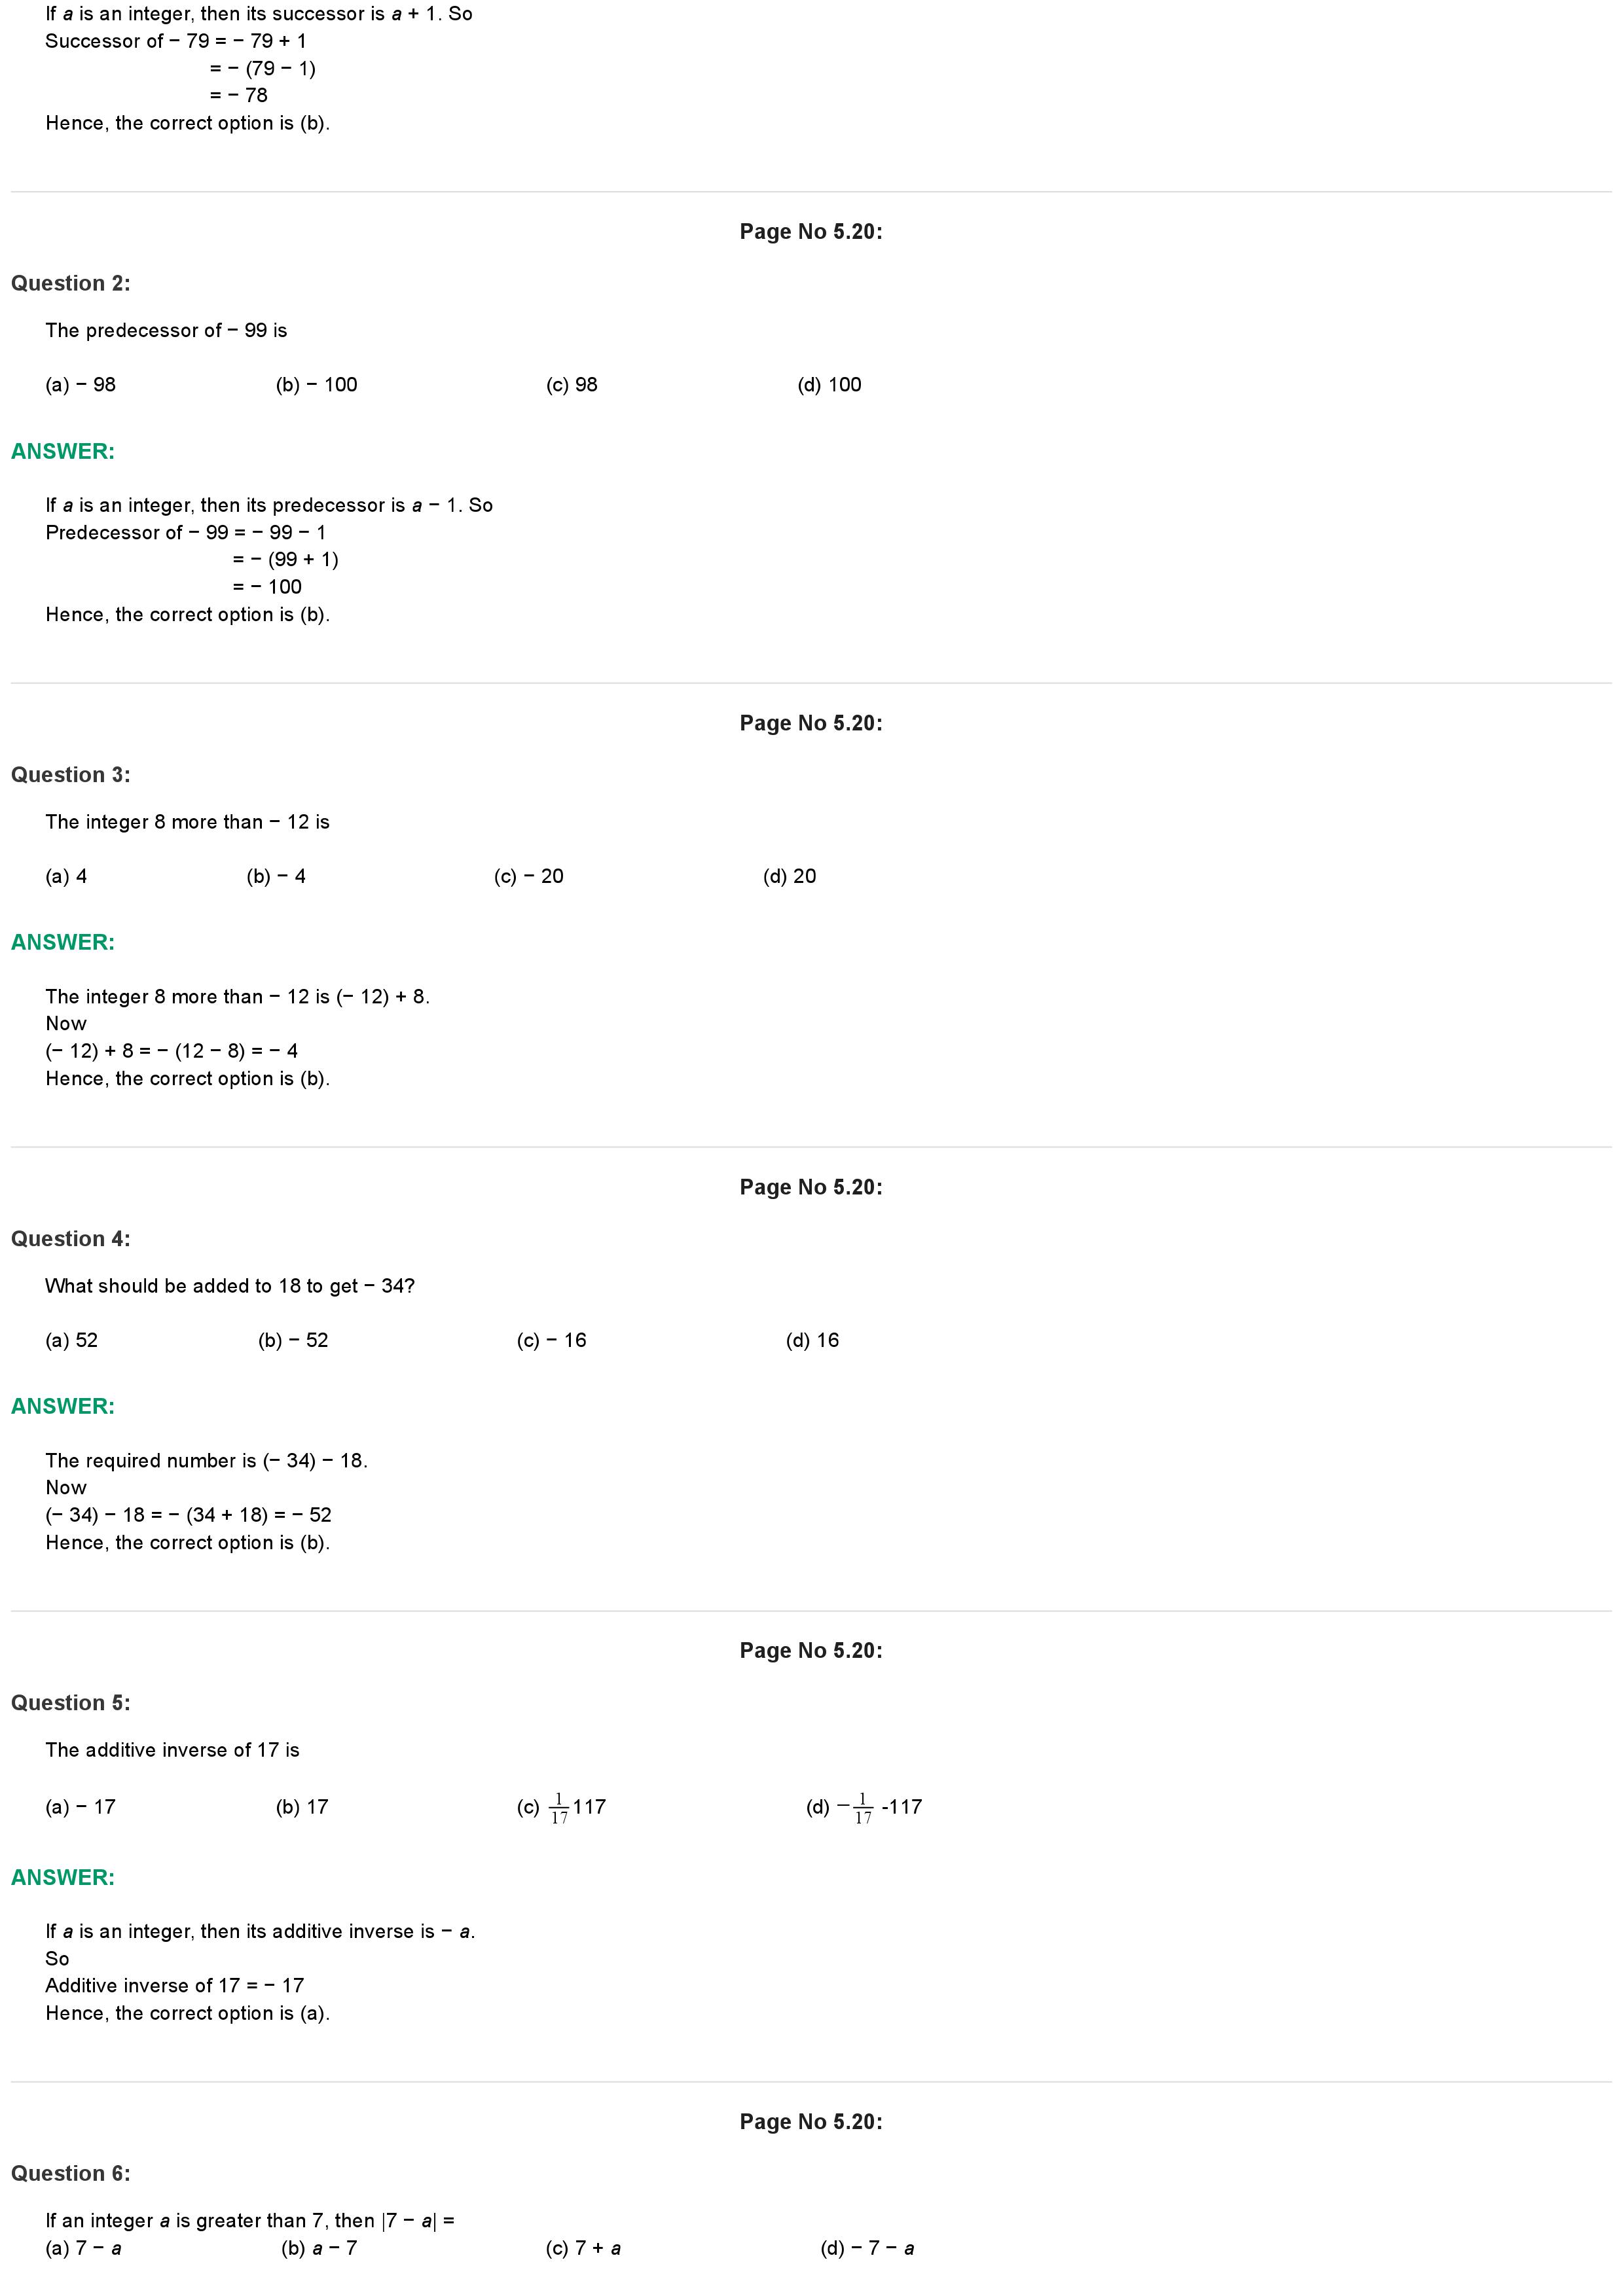 If a is an integer, then its successor is a + 1. So
Successor of − 79 = − 79 + 1
= − (79 − 1)
= − 78
Hence, the correct option is (b).
Page No 5.20:
Question 2:
The predecessor of − 99 is
(a) − 98 (b) − 100 (c) 98 (d) 100
ANSWER:
If a is an integer, then its predecessor is a − 1. So
Predecessor of − 99 = − 99 − 1
= − (99 + 1)
= − 100
Hence, the correct option is (b).
Page No 5.20:
Question 3:
The integer 8 more than − 12 is
(a) 4 (b) − 4 (c) − 20 (d) 20
ANSWER:
The integer 8 more than − 12 is (− 12) + 8.
Now
(− 12) + 8 = − (12 − 8) = − 4
Hence, the correct option is (b).
Page No 5.20:
Question 4:
What should be added to 18 to get − 34?
(a) 52 (b) − 52 (c) − 16 (d) 16
ANSWER:
The required number is (− 34) − 18.
Now
(− 34) − 18 = − (34 + 18) = − 52
Hence, the correct option is (b).
Page No 5.20:
Question 5:
The additive inverse of 17 is
(a) − 17 (b) 17 (c) 1/17 117 (d) −1/17 -117
ANSWER:
If a is an integer, then its additive inverse is − a.
So
Additive inverse of 17 = − 17
Hence, the correct option is (a).
Page No 5.20:
Question 6:
If an integer a is greater than 7, then |7 − a| =
(a) 7 − a (b) a − 7 (c) 7 + a (d) − 7 − a